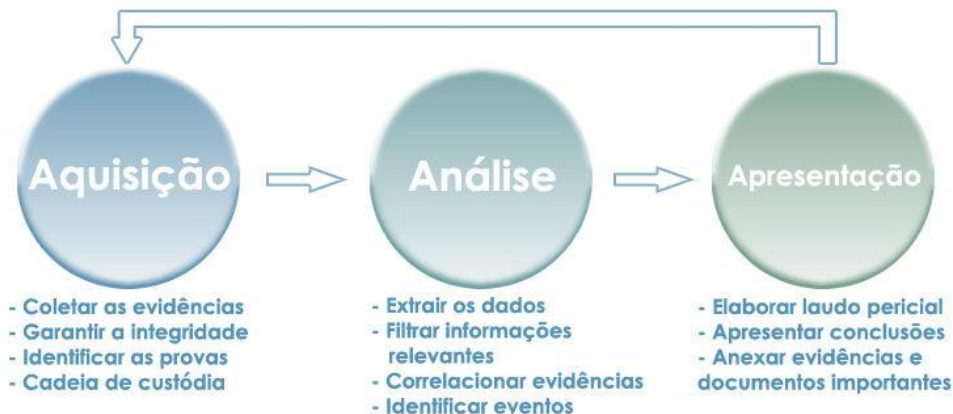 Aquisição
- Coletar as evidências
- Garantir a integridade
- Identificar as provas
- Cadeia de custódia
Análise
- Extrair os dados
- Filtrar informações
relevantes
- Correlacionar evidências
- Identificar eventos
Apresentação
- Elaborar laudo pericial
- Apresentar conclusões
- Anexar evidências e
documentos importantes